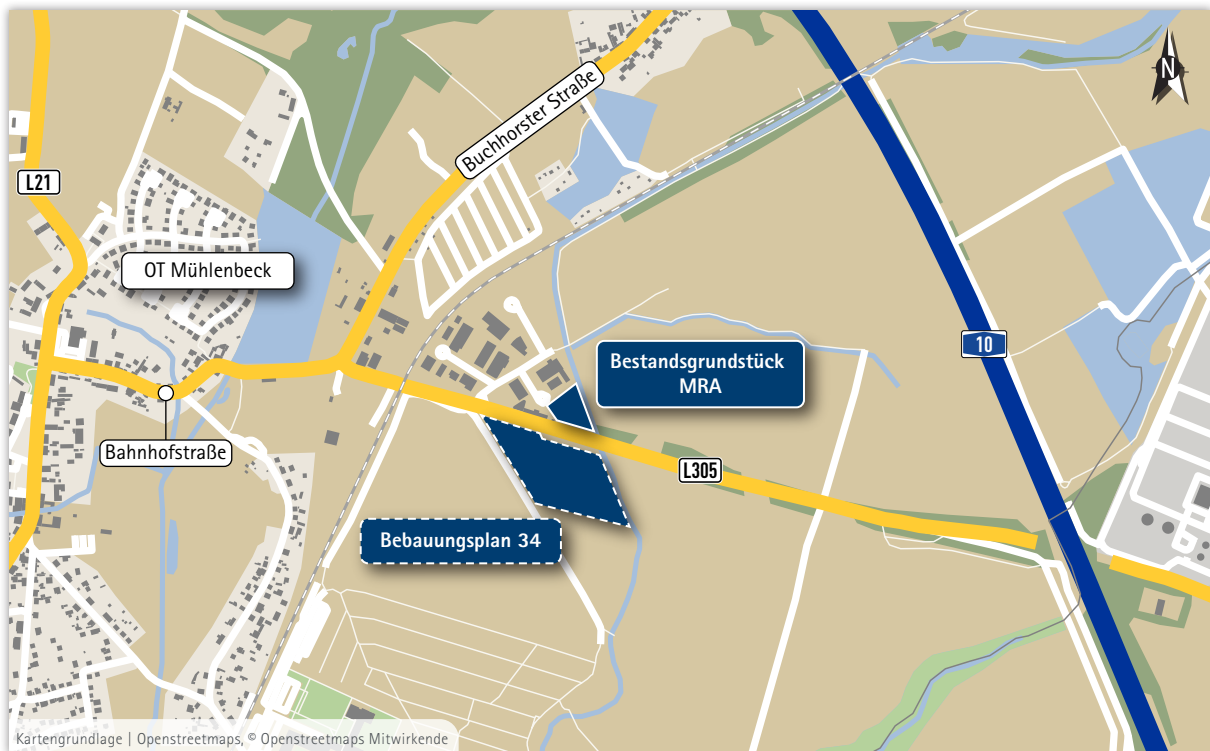 N
Buchhorster Straße
L21
OT Mühlenbeck
10
Bestandsgrundstück
MRA
Bahnhofstraße
L305
Bebauungsplan 34
Kartengrundlage | Openstreetmaps, © Openstreetmaps Mitwirkende